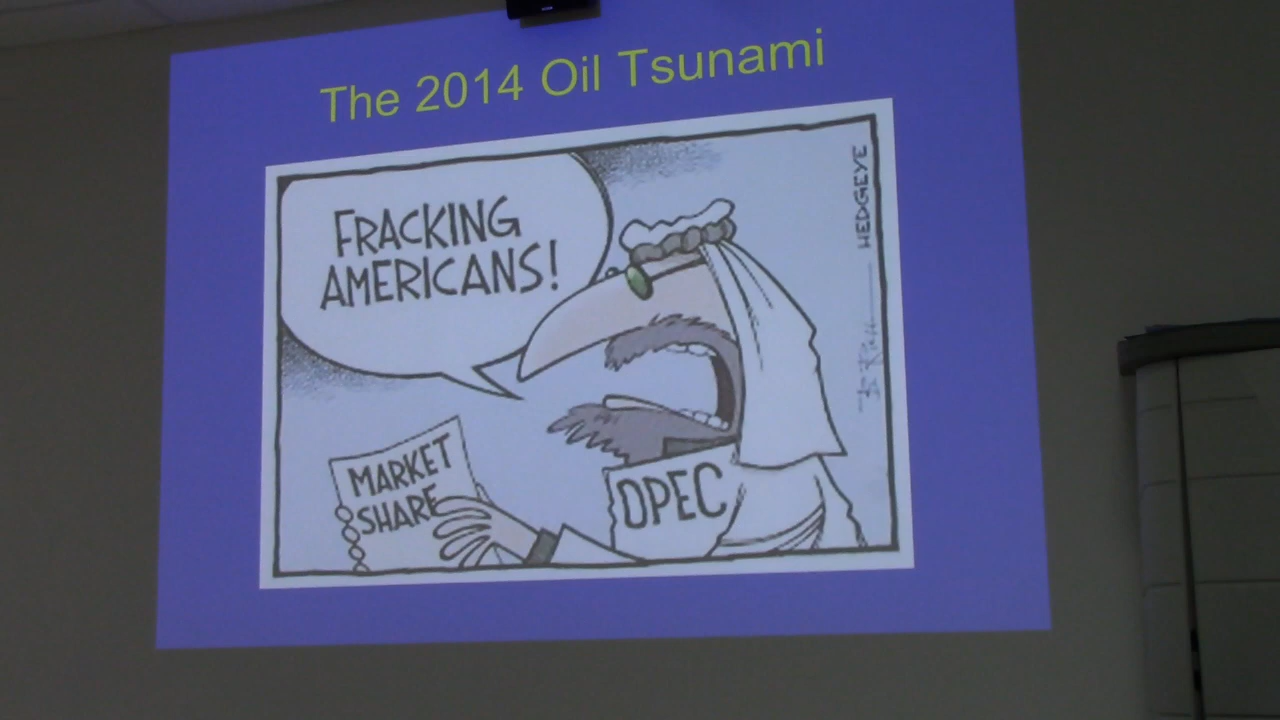 The 2014 Oil Tsunami
FRACKING
AMERICANS!
HEDGEYE
MARKET
SHARE
OPEC